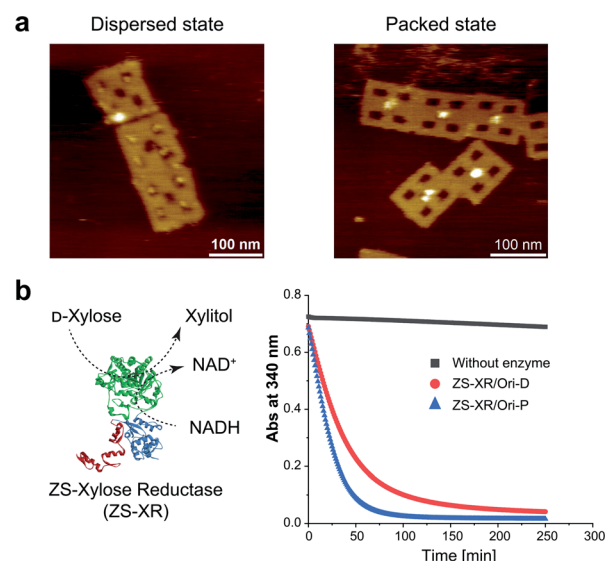 a
Dispersed state
Packed state
100 nm
100 nm
b
D-Xylose
Xylitol
NAD⁺
NADH
ZS-Xylose Reductase
(ZS-XR)
Abs at 340 nm
0.8
0.6
0.4
0.2
0.0
Without enzyme
ZS-XR/Ori-D
ZS-XR/Ori-P
0 50 100 150 200 250 300
Time [min]